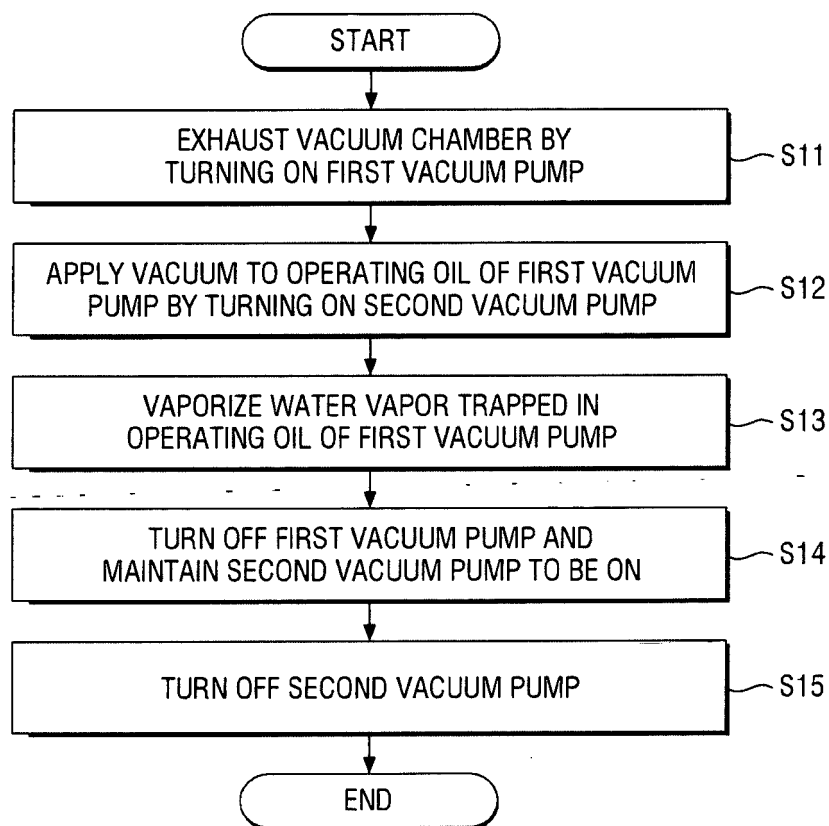 START
EXHAUST VACUUM CHAMBER BY
TURNING ON FIRST VACUUM PUMP
S11
APPLY VACUUM TO OPERATING OIL OF FIRST VACUUM
PUMP BY TURNING ON SECOND VACUUM PUMP
S12
VAPORIZE WATER VAPOR TRAPPED IN
OPERATING OIL OF FIRST VACUUM PUMP
S13
TURN OFF FIRST VACUUM PUMP AND
MAINTAIN SECOND VACUUM PUMP TO BE ON
S14
TURN OFF SECOND VACUUM PUMP
S15
END